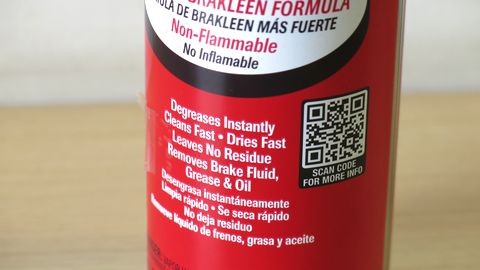 BRAKLEEN FORMULA
DE BRAKLEEN MÁS FUERTE
Non-Flammable
No Inflamable
Degreases Instantly
Cleans Fast • Dries Fast
Leaves No Residue
Removes Brake Fluid,
Grease & Oil
Desengrasa instantáneamente
Limpia rápido • Se seca rápido
No deja residuo
Remueve líquido de frenos, grasa y aceite
SCAN CODE
FOR MORE INFO